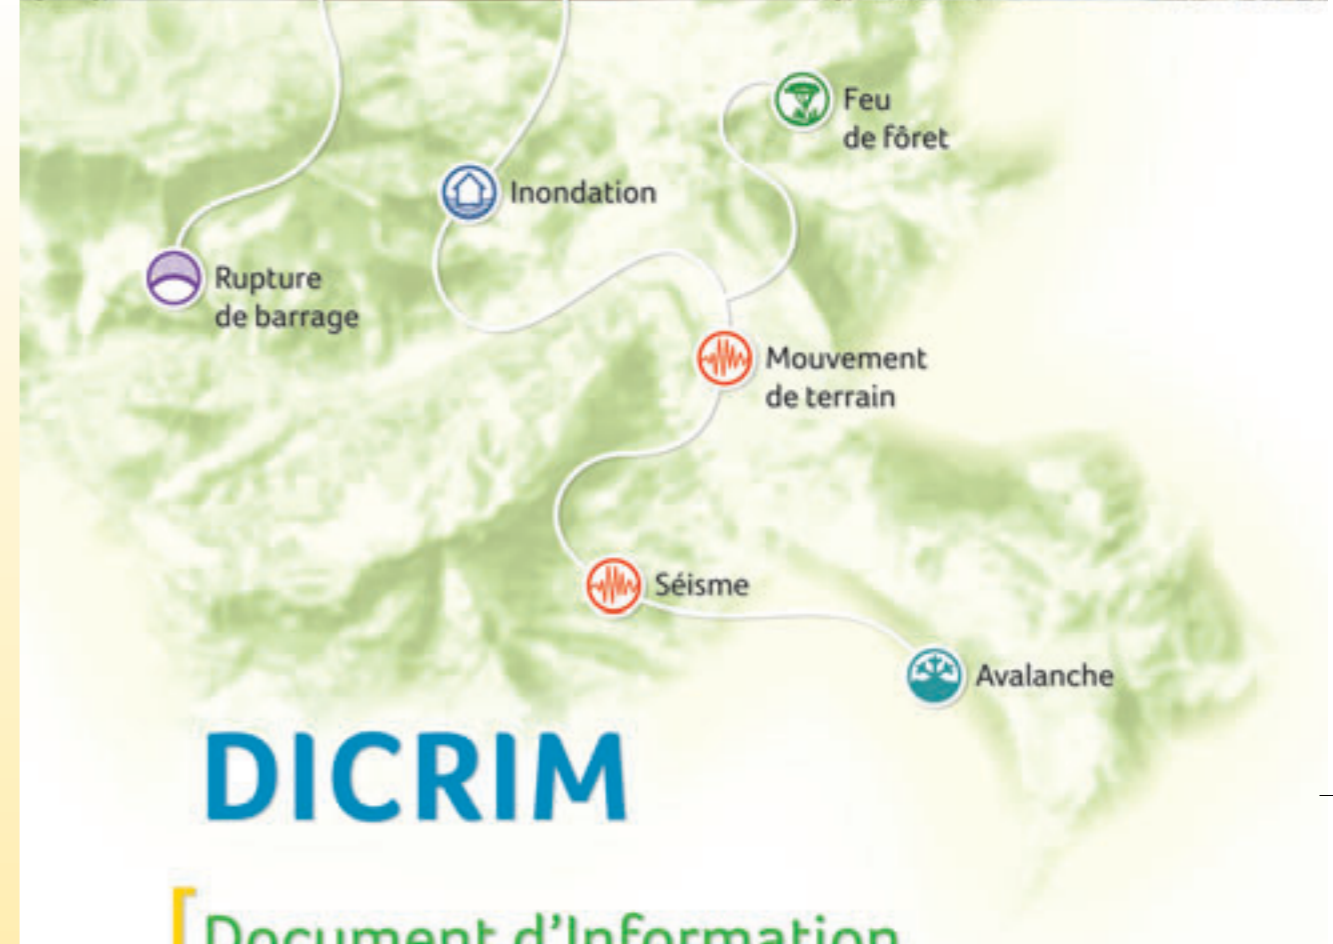 Feu
de fôret
Inondation
Rupture
de barrage
Mouvement
de terrain
Séisme
Avalanche
DICRIM
Document d'Information